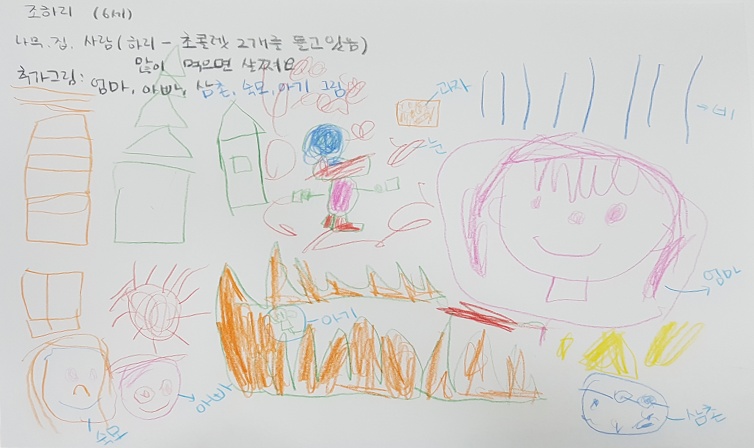 조하리 (6세)
나무, 집, 사람 (하리 - 초콜렛 2개를 들고 있음)
많이 먹으면 살쪄요
추가그림: 엄마, 아빠, 삼촌, 숙모, 아기 그림
과자
비
눈
엄마
아기
아빠
숙모
삼촌